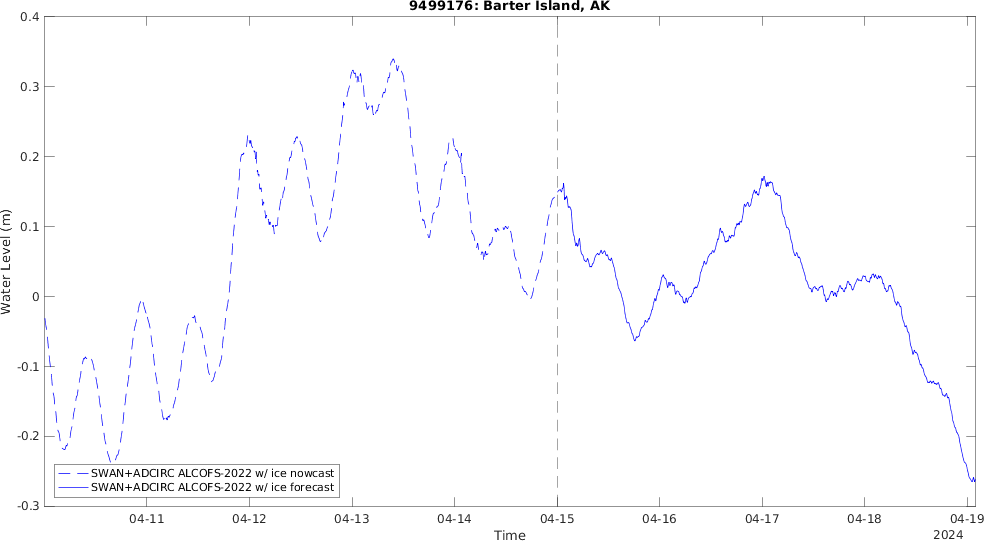 9499176: Barter Island, AK
0.4
0.3
0.2
0.1
0
-0.1
-0.2
-0.3
Water Level (m)
SWAN+ADCIRC ALCOFS-2022 w/ ice nowcast
SWAN+ADCIRC ALCOFS-2022 w/ ice forecast
04-11 04-12 04-13 04-14 04-15 04-16 04-17 04-18 04-19
Time
2024